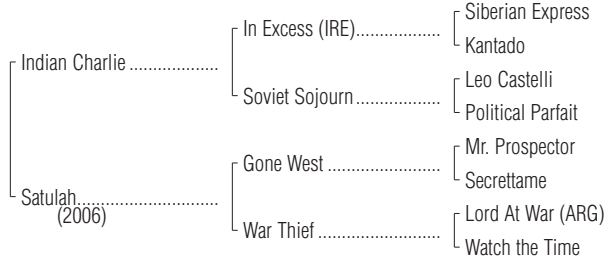 Siberian Express
In Excess (IRE)...................
Kantado
Indian Charlie ....................
Leo Castelli
Soviet Sojourn ...................
Political Parfait
Mr. Prospector
Gone West .........................
Secrettame
Satulah................................
(2006)
Lord At War (ARG)
War Thief ...........................
Watch the Time